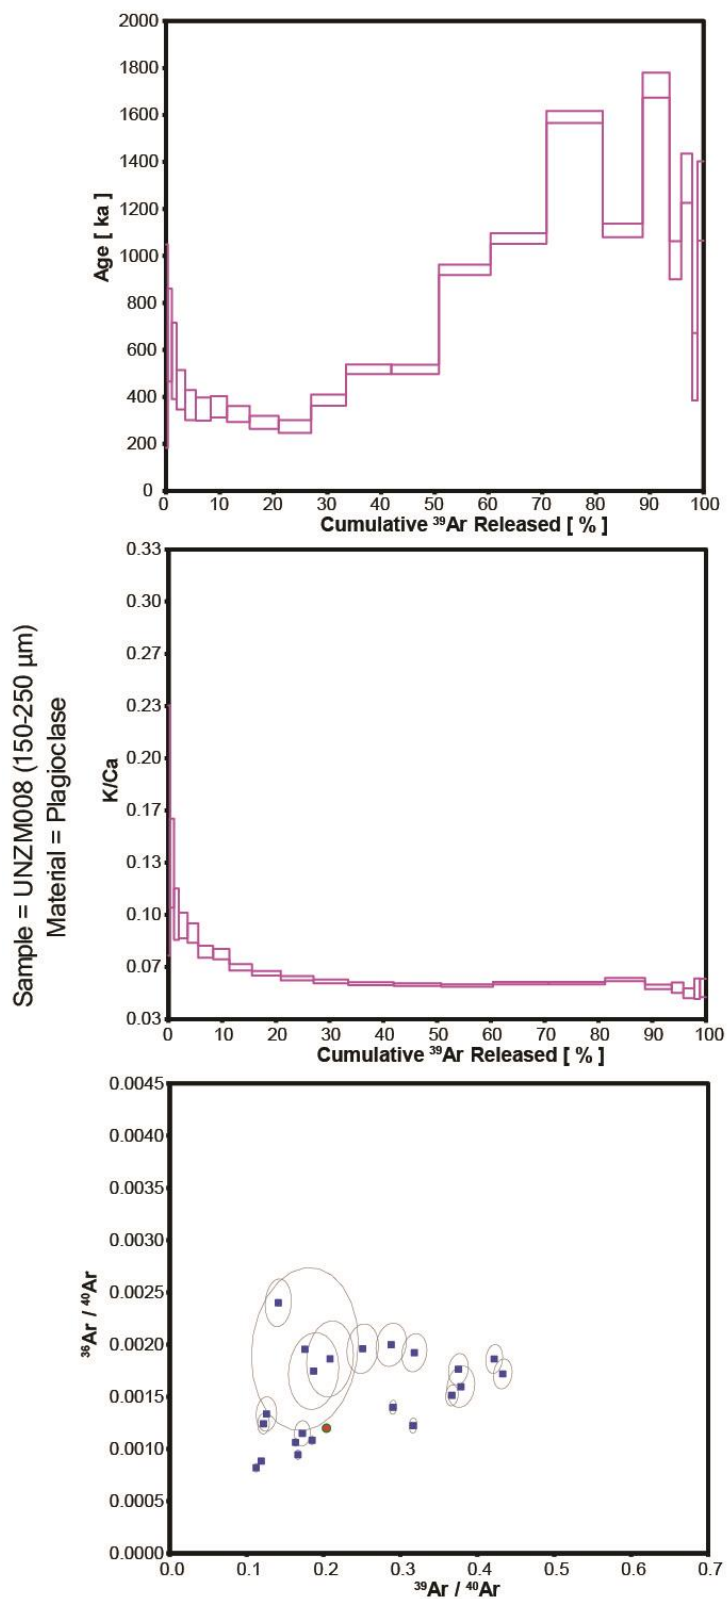 2000
1800
1600
1400
1200
1000
800
600
400
200
0
Age [ ka ]
0 10 20 30 40 50 60 70 80 90 100
Cumulative ³⁹Ar Released [ % ]
Sample = UNZM008 (150-250 µm)
Material = Plagioclase
0.33
0.30
0.27
0.23
0.20
0.17
0.13
0.10
0.07
0.03
K/Ca
0 10 20 30 40 50 60 70 80 90 100
Cumulative ³⁹Ar Released [ % ]
0.0045
0.0040
0.0035
0.0030
0.0025
0.0020
0.0015
0.0010
0.0005
0.0000
³⁶Ar / ⁴⁰Ar
0.0 0.1 0.2 0.3 0.4 0.5 0.6 0.7
³⁹Ar / ⁴⁰Ar